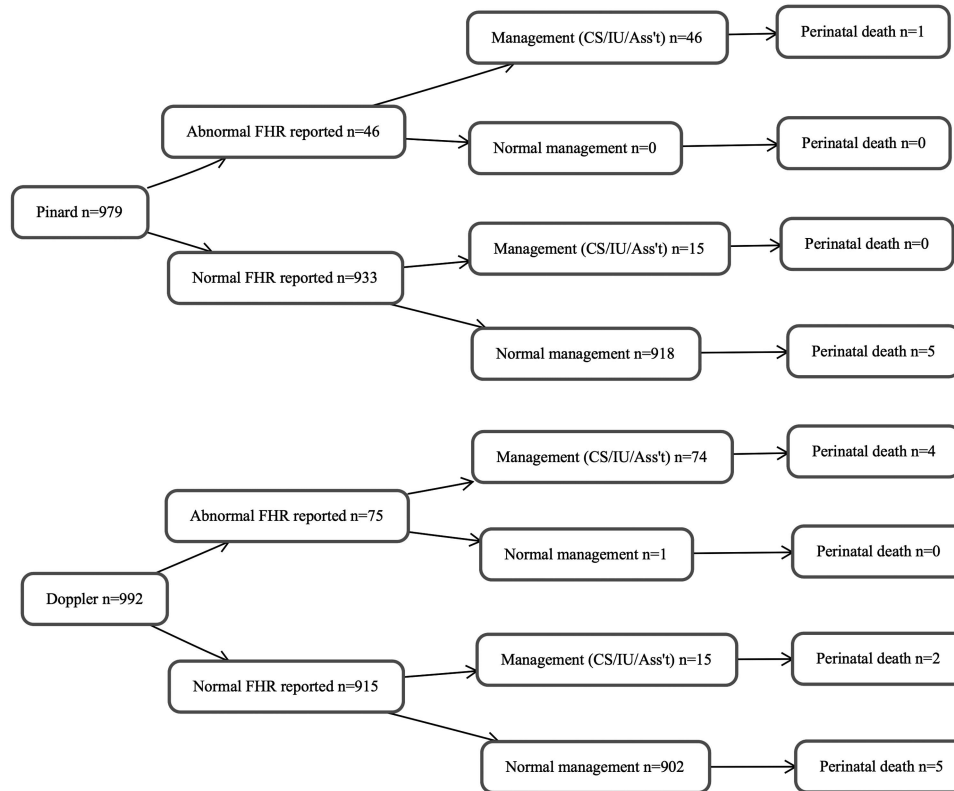 Management (CS/IU/Ass't) n=46
Perinatal death n=1
Abnormal FHR reported n=46
Normal management n=0
Perinatal death n=0
Pinard n=979
Management (CS/IU/Ass't) n=15
Perinatal death n=0
Normal FHR reported n=933
Normal management n=918
Perinatal death n=5
Management (CS/IU/Ass't) n=74
Perinatal death n=4
Abnormal FHR reported n=75
Normal management n=1
Perinatal death n=0
Doppler n=992
Management (CS/IU/Ass't) n=15
Perinatal death n=2
Normal FHR reported n=915
Normal management n=902
Perinatal death n=5